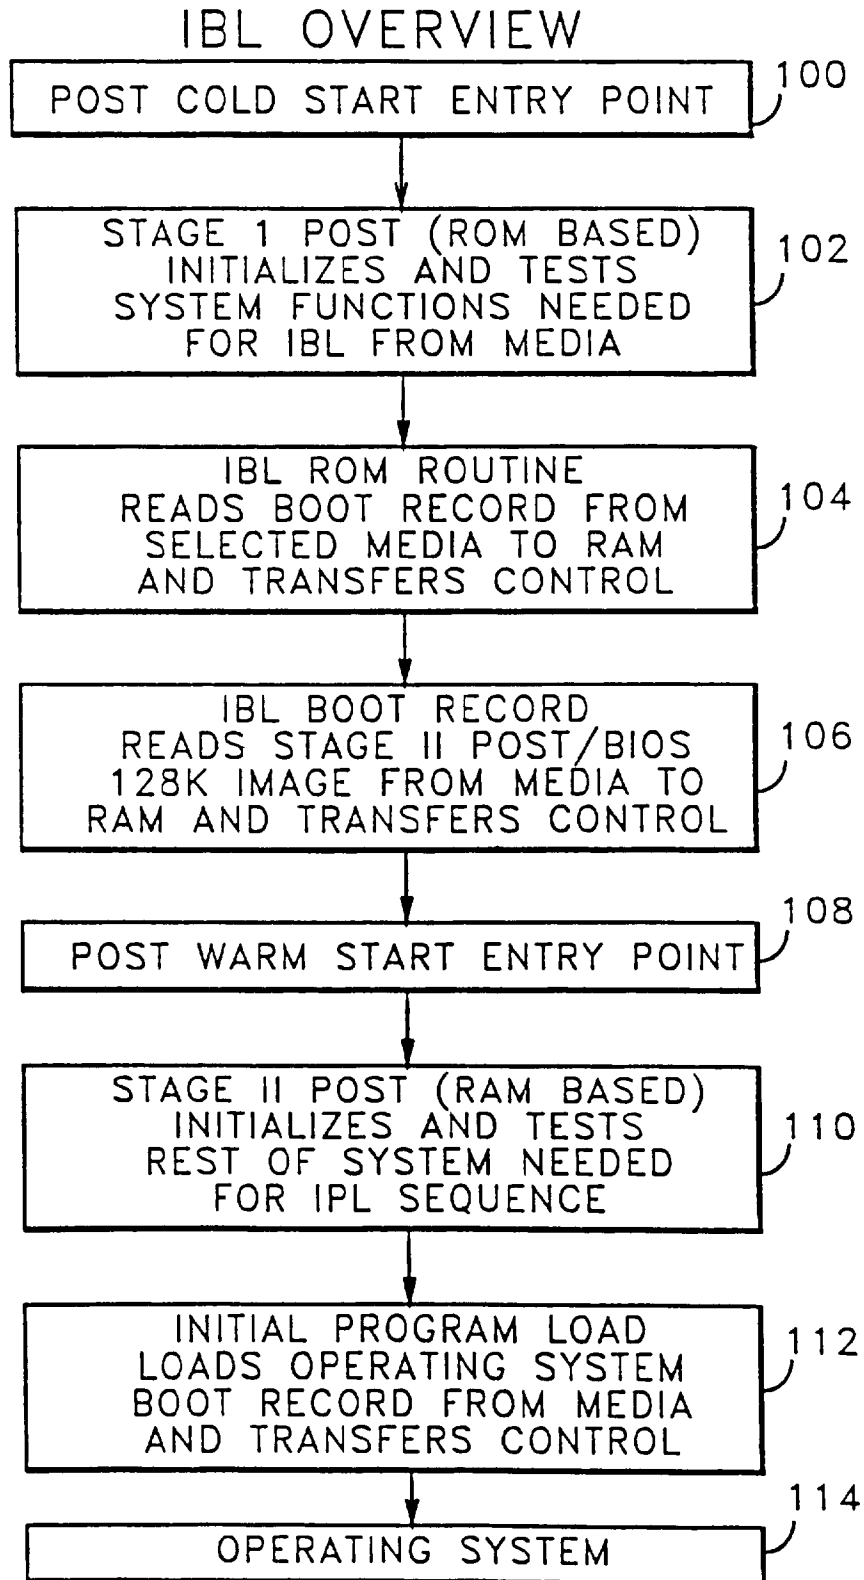 IBL OVERVIEW
POST COLD START ENTRY POINT
100
STAGE 1 POST (ROM BASED)
INITIALIZES AND TESTS
SYSTEM FUNCTIONS NEEDED
FOR IBL FROM MEDIA
102
IBL ROM ROUTINE
READS BOOT RECORD FROM
SELECTED MEDIA TO RAM
AND TRANSFERS CONTROL
104
IBL BOOT RECORD
READS STAGE II POST/BIOS
128K IMAGE FROM MEDIA TO
RAM AND TRANSFERS CONTROL
106
POST WARM START ENTRY POINT
108
STAGE II POST (RAM BASED)
INITIALIZES AND TESTS
REST OF SYSTEM NEEDED
FOR IPL SEQUENCE
110
INITIAL PROGRAM LOAD
LOADS OPERATING SYSTEM
BOOT RECORD FROM MEDIA
AND TRANSFERS CONTROL
112
OPERATING SYSTEM
114